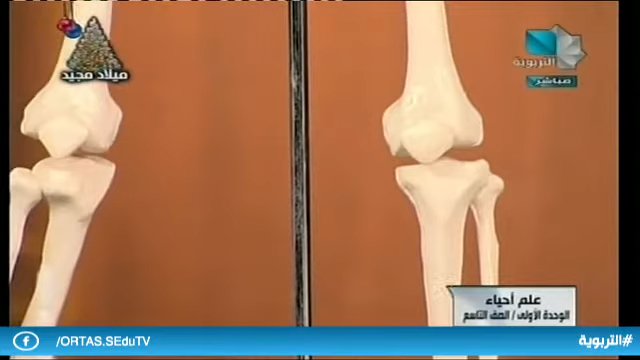 ميلاد مجيد
التربوية
مباشر
علم أحياء
الوحدة الأولى / الصف التاسع
/ORTAS.SEduTV
#التربوية